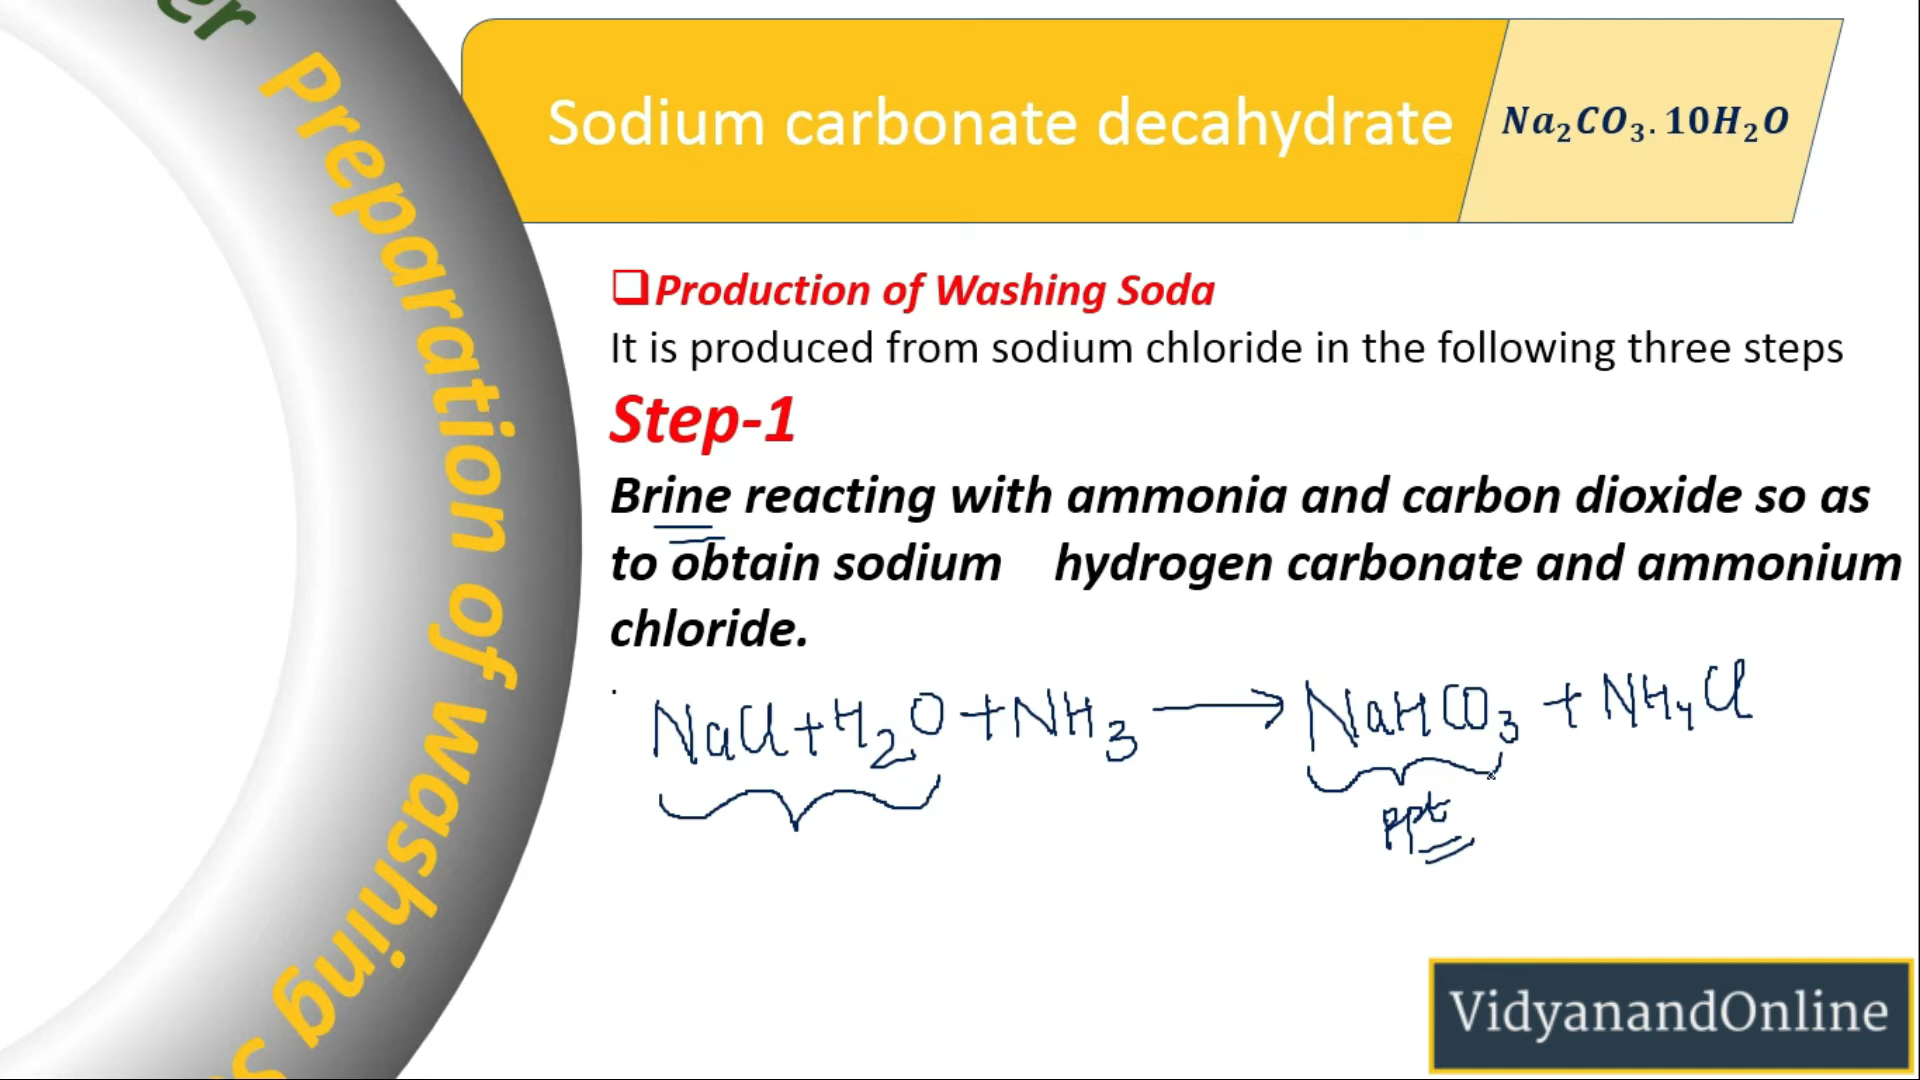 er Preparation of washing S
Sodium carbonate decahydrate
Na₂CO₃.10H₂O
Production of Washing Soda
It is produced from sodium chloride in the following three steps
Step-1
Brine reacting with ammonia and carbon dioxide so as
to obtain sodium hydrogen carbonate and ammonium
chloride.
NaCl + H₂O + NH₃ → NaHCO₃ + NH₄Cl
ppt
VidyanandOnline